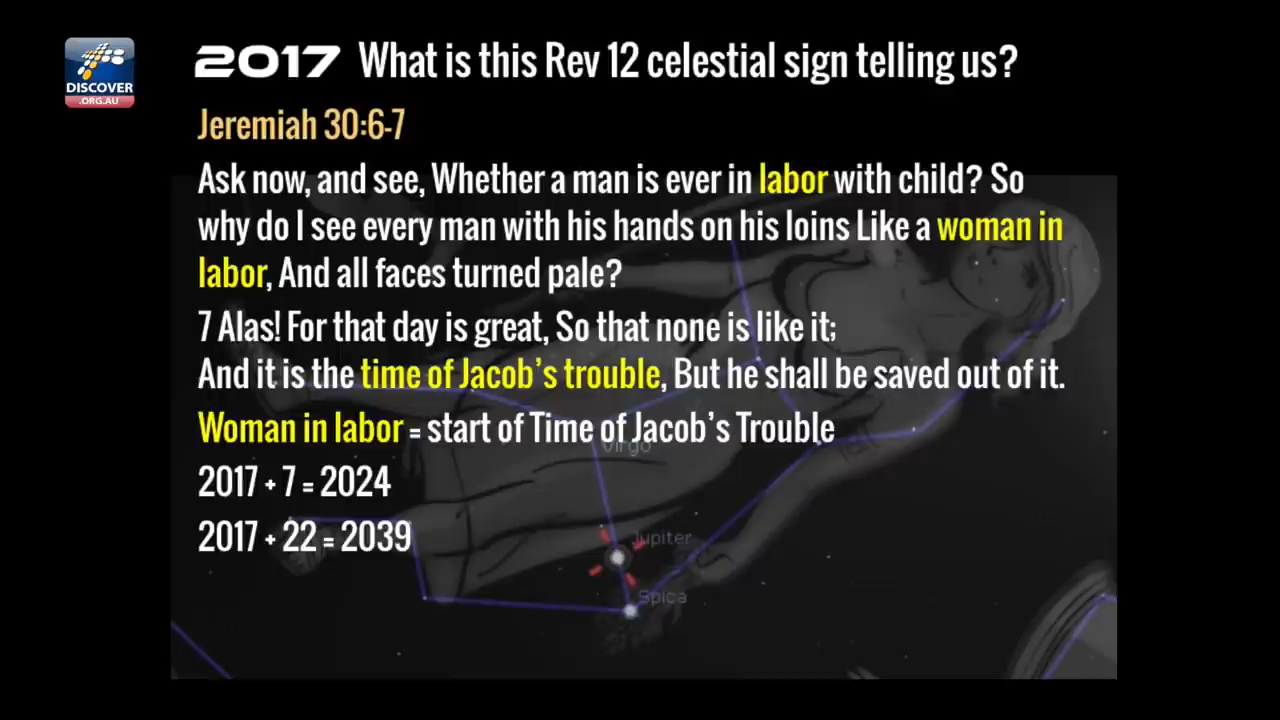 DISCOVER
.ORG.AU
2017 What is this Rev 12 celestial sign telling us?
Jeremiah 30:6-7
Ask now, and see, Whether a man is ever in labor with child? So
why do I see every man with his hands on his loins Like a woman in
labor, And all faces turned pale?
7 Alas! For that day is great, So that none is like it;
And it is the time of Jacob's trouble, But he shall be saved out of it.
Woman in labor = start of Time of Jacob's Trouble
Virgo
2017 + 7 = 2024
2017 + 22 = 2039
Jupiter
Spica